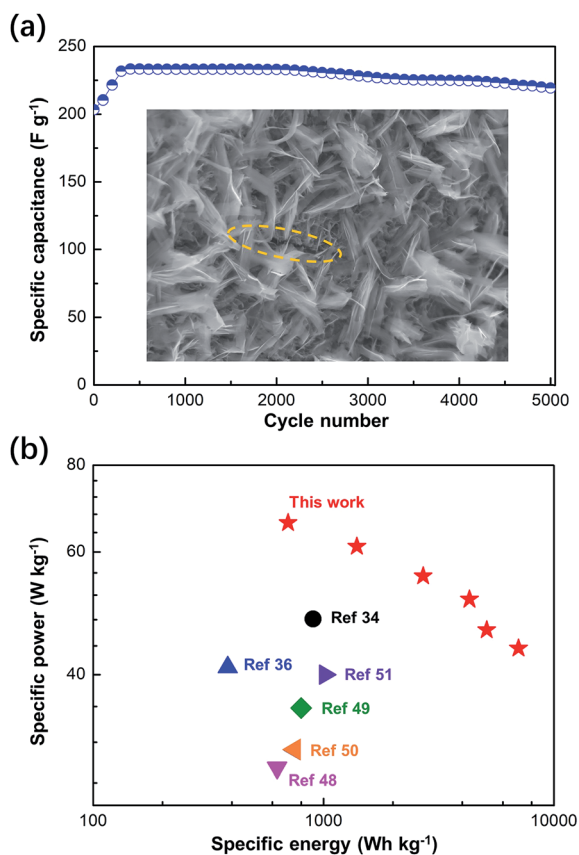 (a)
250
200
150
100
50
0
Specific capacitance (F g-1)
0 1000 2000 3000 4000 5000
Cycle number
(b)
80
60
40
Specific power (W kg-1)
This work
Ref 34
Ref 36
Ref 51
Ref 49
Ref 50
Ref 48
100 1000 10000
Specific energy (Wh kg-1)